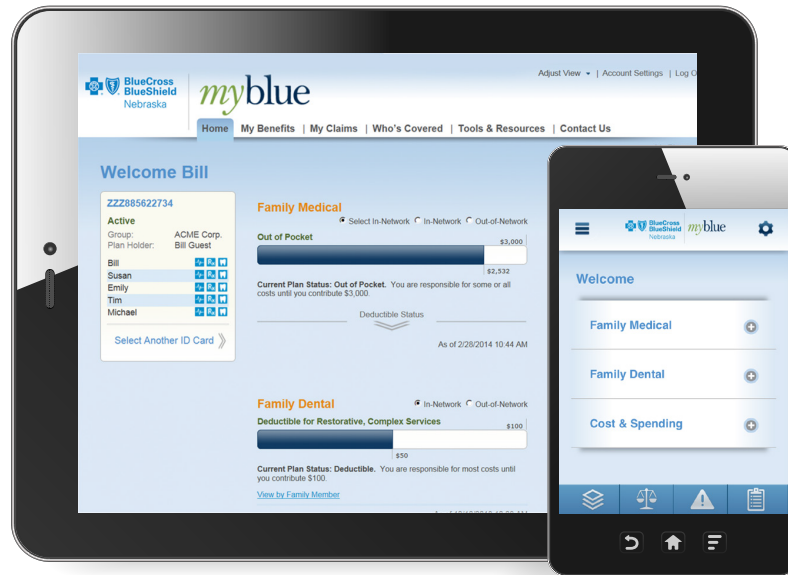 BlueCross
BlueShield
Nebraska
myblue
Adjust View | Account Settings | Log O
Home My Benefits | My Claims | Who's Covered | Tools & Resources | Contact Us
Welcome Bill
ZZZ885622734
Active
Group: ACME Corp.
Plan Holder: Bill Guest
Bill
Susan
Emily
Tim
Michael
Select Another ID Card
Family Medical
Select In-Network In-Network Out-of-Network
Out of Pocket
$3,000
$2,532
Current Plan Status: Out of Pocket. You are responsible for some or all
costs until you contribute $3,000.
Deductible Status
As of 2/28/2014 10:44 AM
Family Dental
In-Network Out-of-Network
Deductible for Restorative, Complex Services
$100
$50
Current Plan Status: Deductible. You are responsible for most costs until
you contribute $100.
View by Family Member
BlueCross
BlueShield
Nebraska
myblue
Welcome
Family Medical
Family Dental
Cost & Spending